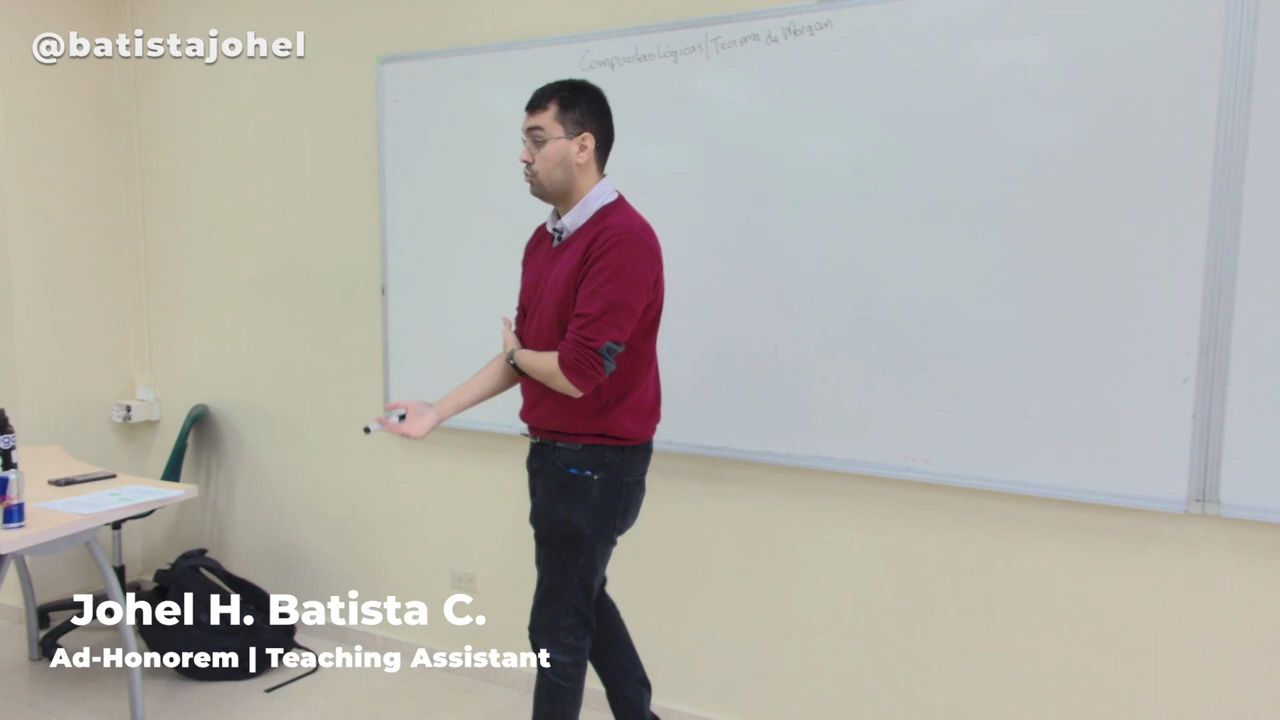 @batistajohel
Compuertas Lógicas/Teorema de Morgan
Johel H. Batista C.
Ad-Honorem | Teaching Assistant